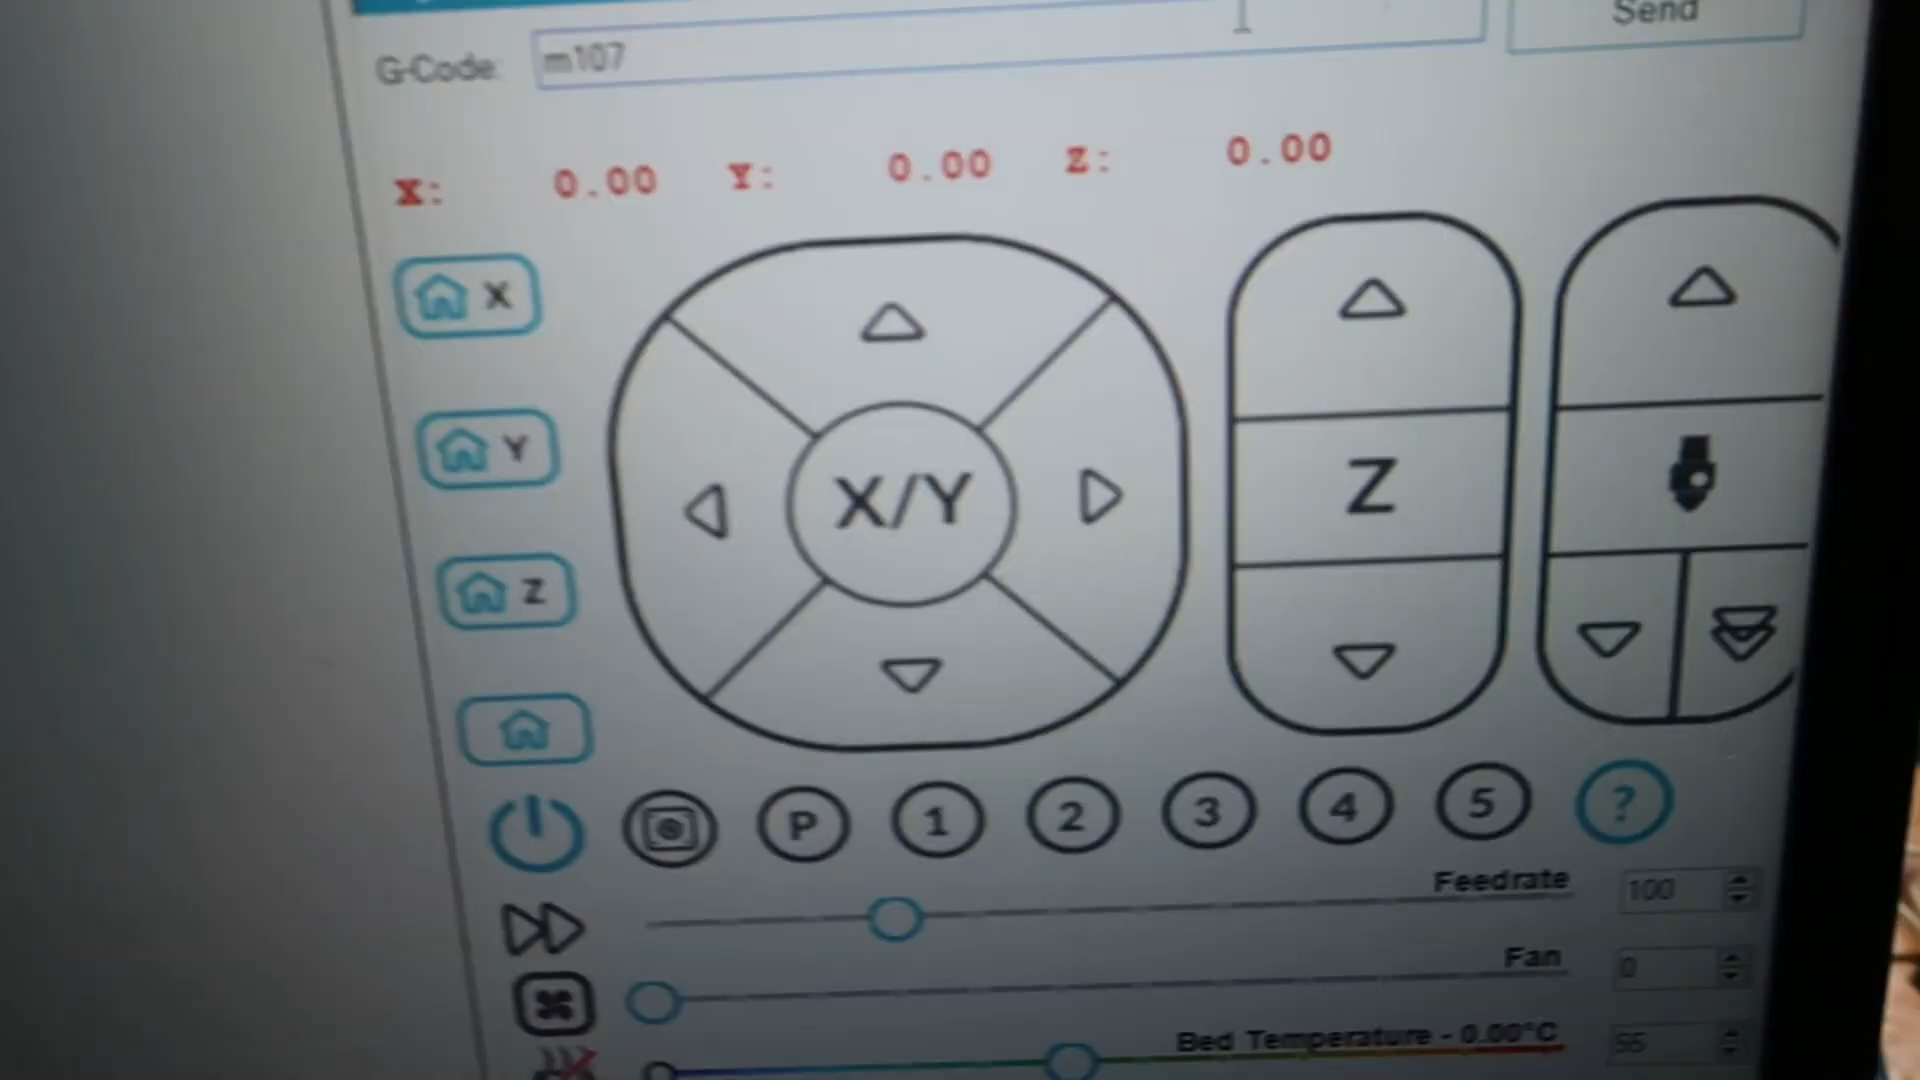 Send
G-Code: m107
X: 0.00 Y: 0.00 Z: 0.00
X
Y
Z
X/Y
Z
P 1 2 3 4 5 ?
Feedrate 100
Fan 0
Bed Temperature - 0.00°C 55